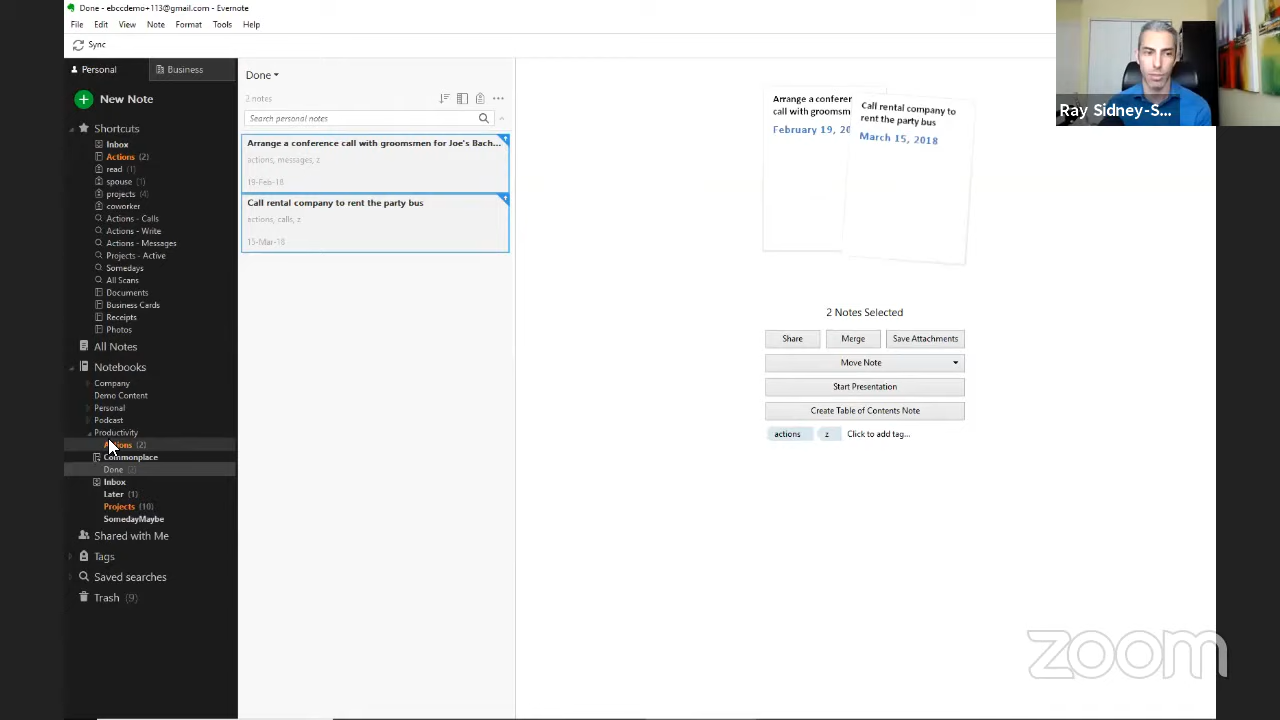 Done - ebccdemo+113@gmail.com - Evernote
File Edit View Note Format Tools Help
Sync
Personal Business
New Note
Shortcuts
Inbox
Actions (2)
read (1)
spouse (1)
projects (4)
coworker
Actions - Calls
Actions - Write
Actions - Messages
Projects - Active
Somedays
All Scans
Documents
Business Cards
Receipts
Photos
All Notes
Notebooks
Company
Demo Content
Personal
Podcast
Productivity
Actions (2)
Commonplace
Done (2)
Inbox
Later (1)
Projects (10)
SomedayMaybe
Shared with Me
Tags
Saved searches
Trash (9)
Done
2 notes
Search personal notes
Arrange a conference call with groomsmen for Joe's Bach...
actions, messages, z
19-Feb-18
Call rental company to rent the party bus
actions, calls, z
15-Mar-18
Arrange a conferen
call with groomsm
February 19, 20
Call rental company to
rent the party bus
March 15, 2018
2 Notes Selected
Share Merge Save Attachments
Move Note
Start Presentation
Create Table of Contents Note
actions z Click to add tag...
Ray Sidney-S...
zoom